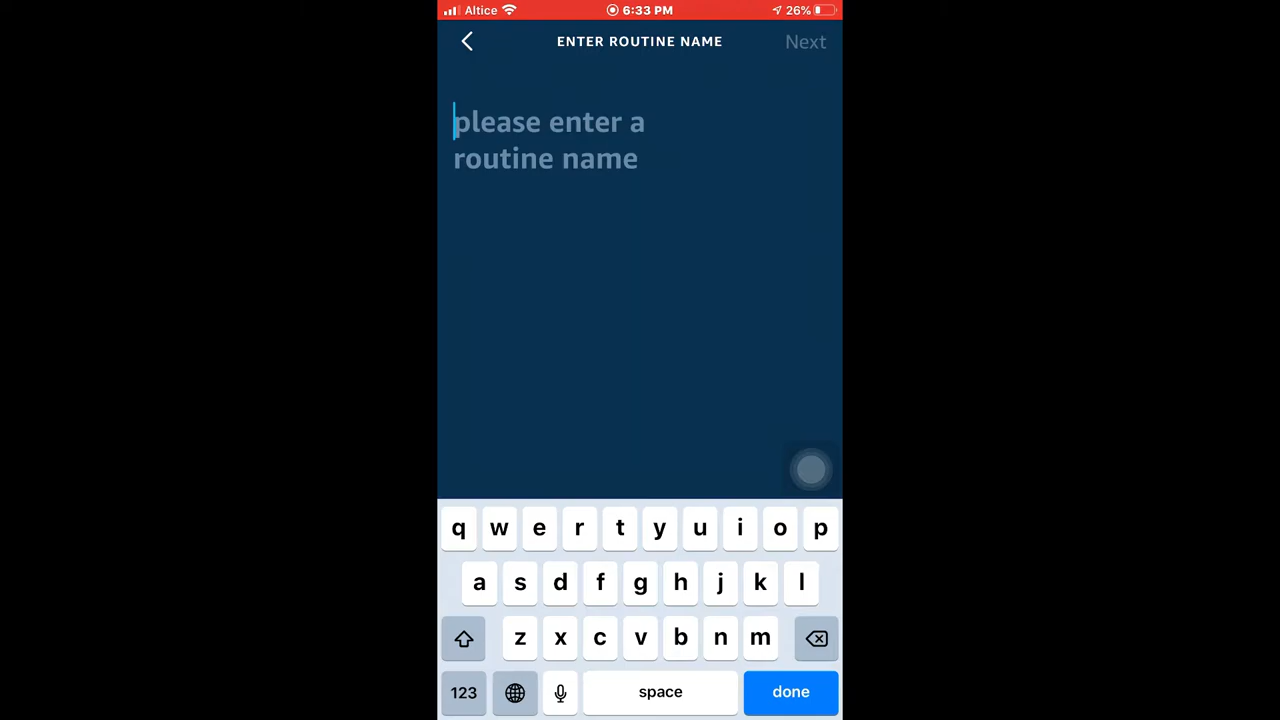 Altice 6:33 PM 26%
ENTER ROUTINE NAME Next
please enter a
routine name
q w e r t y u i o p
a s d f g h j k l
z x c v b n m
123 space done